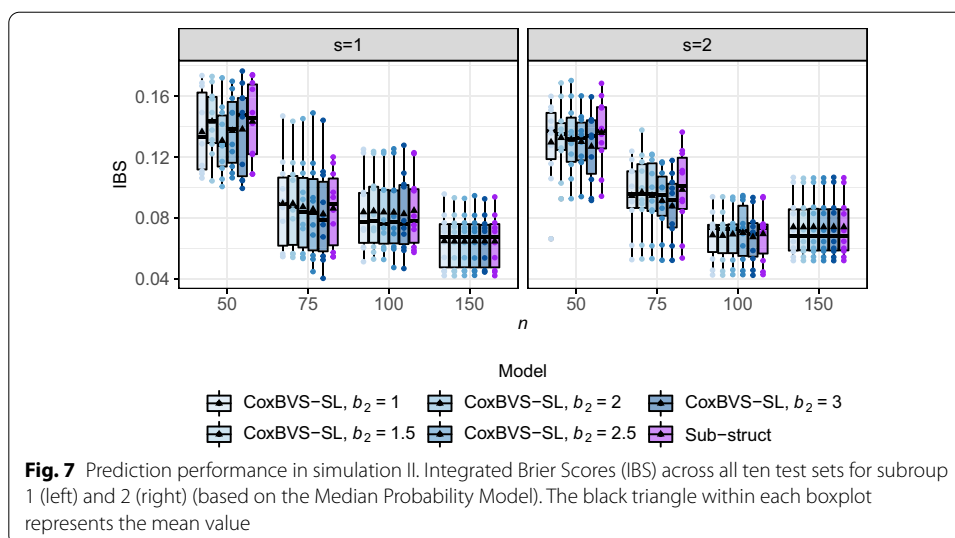 s=1
s=2
0.16
0.12
0.08
0.04
IBS
50
75
100
150
50
75
100
150
n
Model
CoxBVS−SL, b₂ = 1
CoxBVS−SL, b₂ = 2
CoxBVS−SL, b₂ = 3
CoxBVS−SL, b₂ = 1.5
CoxBVS−SL, b₂ = 2.5
Sub−struct
Fig. 7 Prediction performance in simulation II. Integrated Brier Scores (IBS) across all ten test sets for subroup
1 (left) and 2 (right) (based on the Median Probability Model). The black triangle within each boxplot
represents the mean value